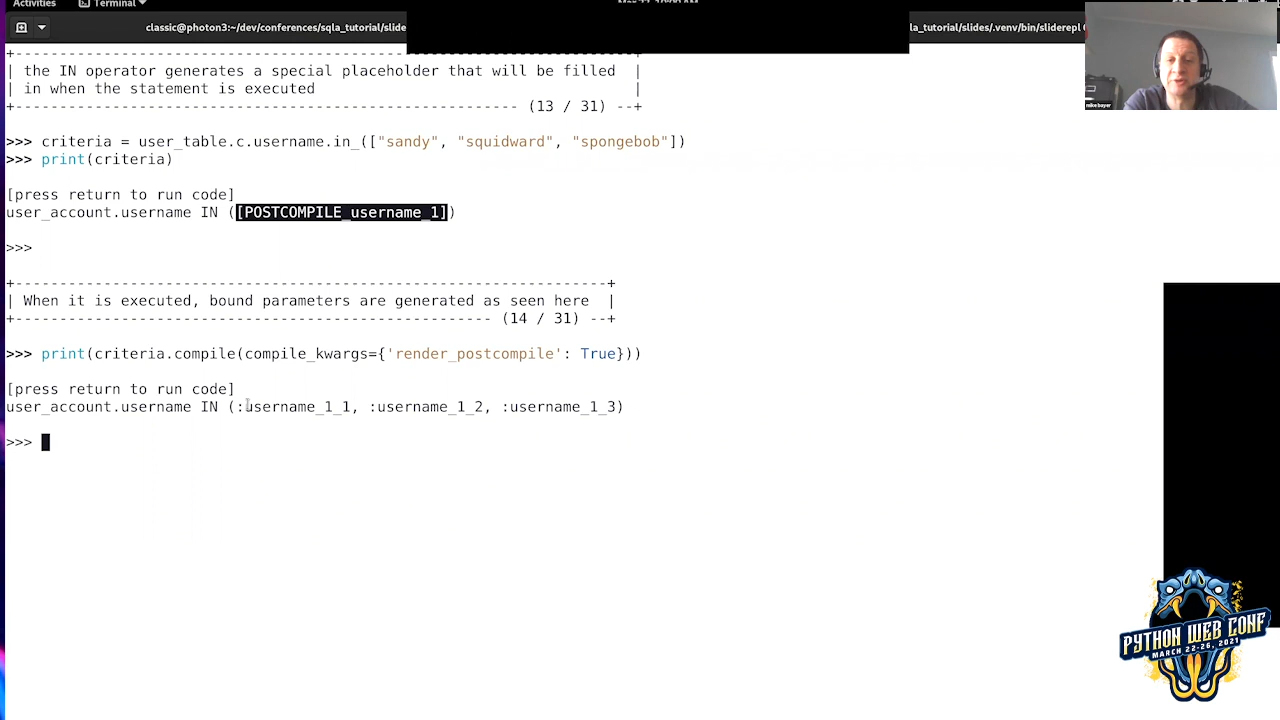 Activities Terminal
classic@photon3:~/dev/conferences/sqla_tutorial/slide la_tutorial/slides/.venv/bin/sliderepl
+---------------------------------------------------------------------+
| the IN operator generates a special placeholder that will be filled |
| in when the statement is executed |
+---------------------------------------------------------- (13 / 31) --+
>>> criteria = user_table.c.username.in_(["sandy", "squidward", "spongebob"])
>>> print(criteria)
[press return to run code]
user_account.username IN ([POSTCOMPILE_username_1])
>>>
+-------------------------------------------------------------------+
| When it is executed, bound parameters are generated as seen here |
+------------------------------------------------------- (14 / 31) --+
>>> print(criteria.compile(compile_kwargs={'render_postcompile': True}))
[press return to run code]
user_account.username IN (:username_1_1, :username_1_2, :username_1_3)
>>>
mike bayer
PYTHON WEB CONF
MARCH 22-26, 2021